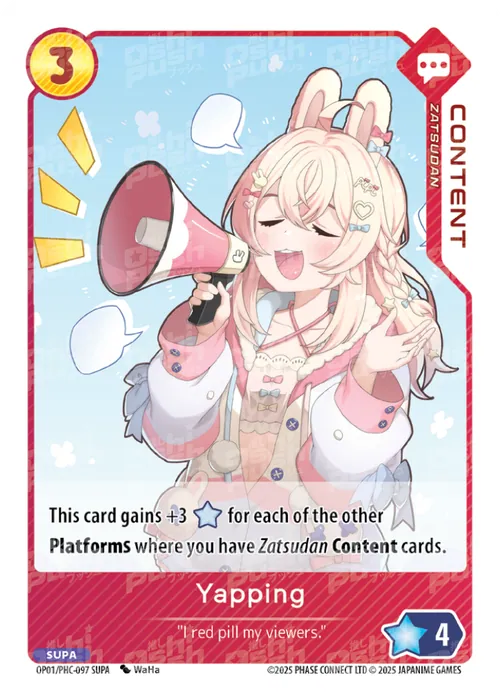 3
CONTENT
ZATSUDAN
This card gains +3 for each of the other
Platforms where you have Zatsudan Content cards.
Yapping
"I red pill my viewers."
4
SUPA
OP01/PHC-097 SUPA WaHa ©2025 PHASE CONNECT LTD © 2025 JAPANIME GAMES